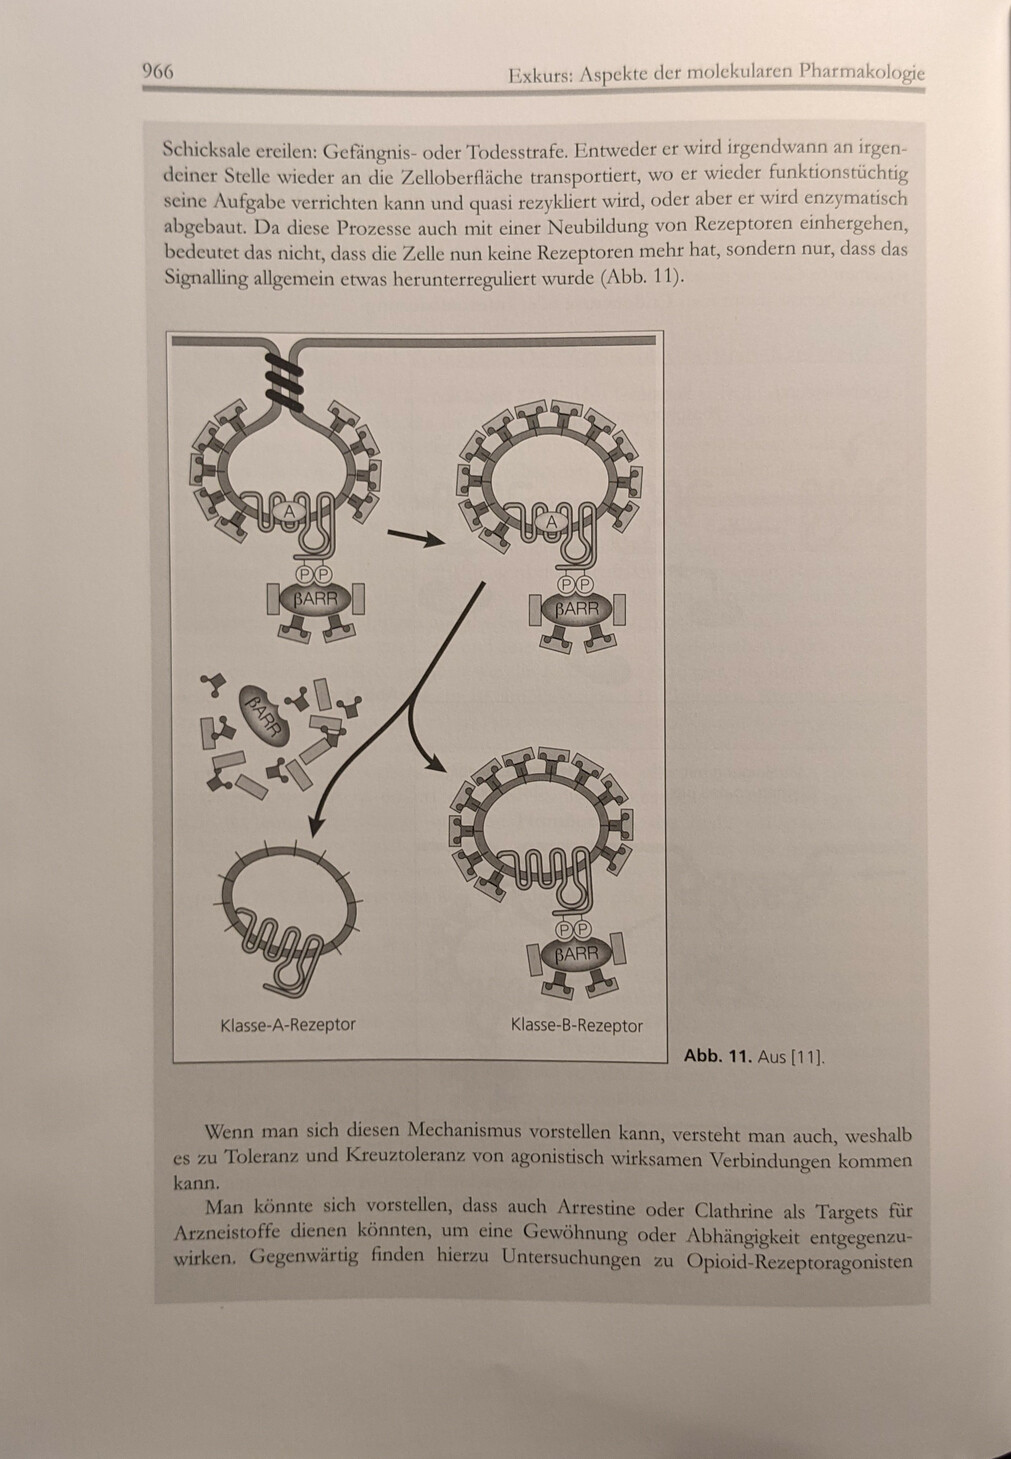 966
Exkurs: Aspekte der molekularen Pharmakologie
Schicksale ereilen: Gefängnis- oder Todesstrafe. Entweder er wird irgendwann an irgen-
deiner Stelle wieder an die Zelloberfläche transportiert, wo er wieder funktionstüchtig
seine Aufgabe verrichten kann und quasi rezykliert wird, oder aber er wird enzymatisch
abgebaut. Da diese Prozesse auch mit einer Neubildung von Rezeptoren einhergehen,
bedeutet das nicht, dass die Zelle nun keine Rezeptoren mehr hat, sondern nur, dass das
Signalling allgemein etwas herunterreguliert wurde (Abb. 11).
A
A
P P
βARR
P P
βARR
βARR
P P
βARR
Klasse-A-Rezeptor
Klasse-B-Rezeptor
Abb. 11. Aus [11].
Wenn man sich diesen Mechanismus vorstellen kann, versteht man auch, weshalb
es zu Toleranz und Kreuztoleranz von agonistisch wirksamen Verbindungen kommen
kann.
Man könnte sich vorstellen, dass auch Arrestine oder Clathrine als Targets für
Arzneistoffe dienen könnten, um eine Gewöhnung oder Abhängigkeit entgegenzu-
wirken. Gegenwärtig finden hierzu Untersuchungen zu Opioid-Rezeptoragonisten